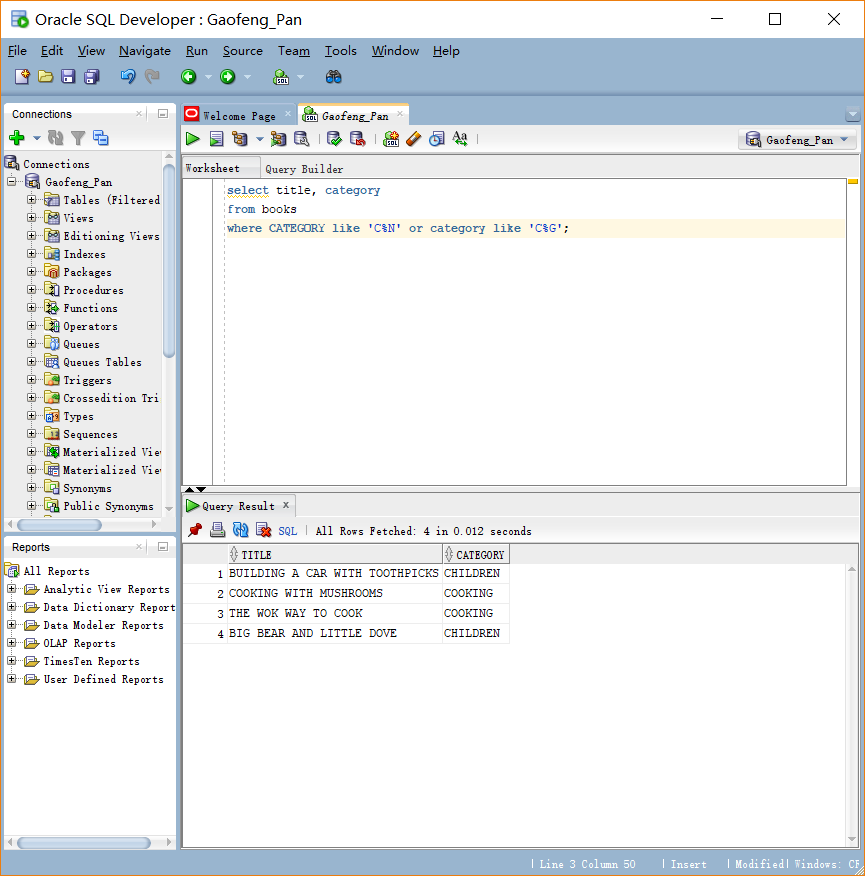 Oracle SQL Developer : Gaofeng_Pan
File Edit View Navigate Run Source Team Tools Window Help
SQL
Connections
Connections
Gaofeng_Pan
Tables (Filtered
Views
Editioning Views
Indexes
Packages
Procedures
Functions
Operators
Queues
Queues Tables
Triggers
Crossedition Tri
Types
Sequences
Materialized Vie
Materialized Vie
Synonyms
Public Synonyms
Reports
All Reports
Analytic View Reports
Data Dictionary Report
Data Modeler Reports
OLAP Reports
TimesTen Reports
User Defined Reports
Welcome Page Gaofeng_Pan
Gaofeng_Pan
Worksheet Query Builder
select title, category
from books
where CATEGORY like 'C%N' or category like 'C%G';
Query Result
SQL | All Rows Fetched: 4 in 0.012 seconds
TITLE CATEGORY
1 BUILDING A CAR WITH TOOTHPICKS CHILDREN
2 COOKING WITH MUSHROOMS COOKING
3 THE WOK WAY TO COOK COOKING
4 BIG BEAR AND LITTLE DOVE CHILDREN
| Line 3 Column 50 | Insert | Modified| Windows: CF